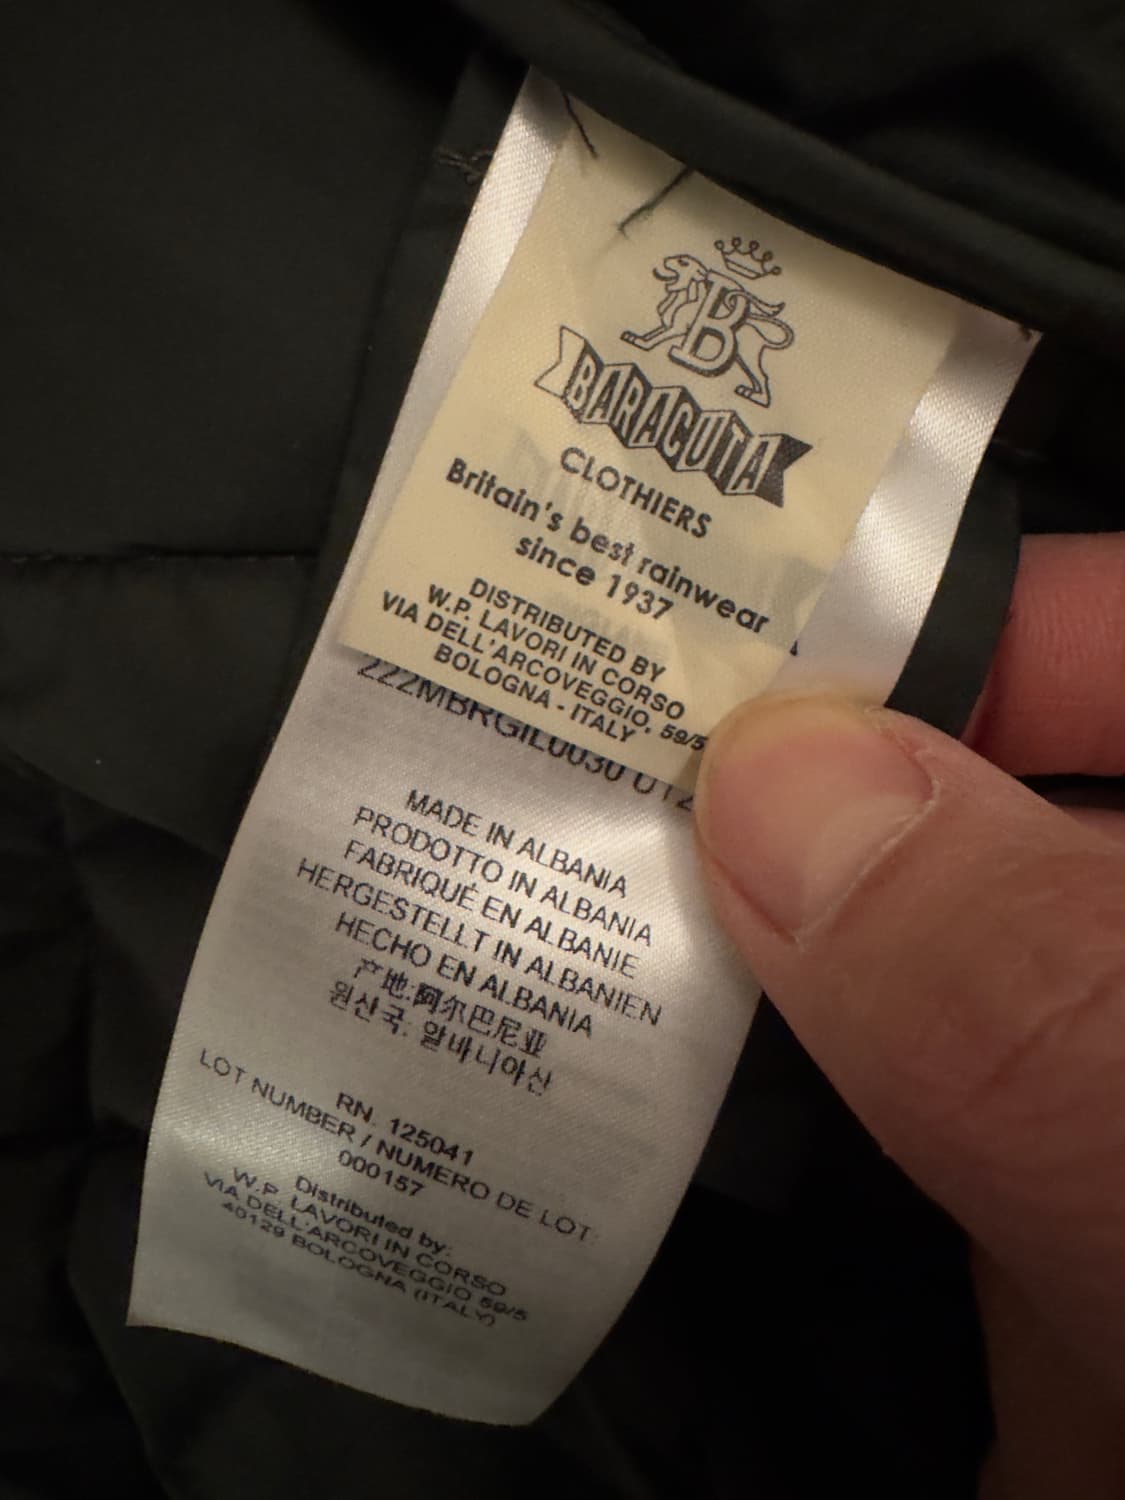 B
BARACUTA
CLOTHIERS
Britain's best rainwear
since 1937
DISTRIBUTED BY
W.P. LAVORI IN CORSO
VIA DELL'ARCOVEGGIO, 59/5
BOLOGNA - ITALY
MADE IN ALBANIA
PRODOTTO IN ALBANIA
FABRIQUÉ EN ALBANIE
HERGESTELLT IN ALBANIEN
HECHO EN ALBANIA
产地:阿尔巴尼亚
원산국: 알바니아산
RN. 125041
LOT NUMBER / NUMERO DE LOT:
000157
Distributed by:
W.P. LAVORI IN CORSO
VIA DELL'ARCOVEGGIO 59/5
40129 BOLOGNA (ITALY)